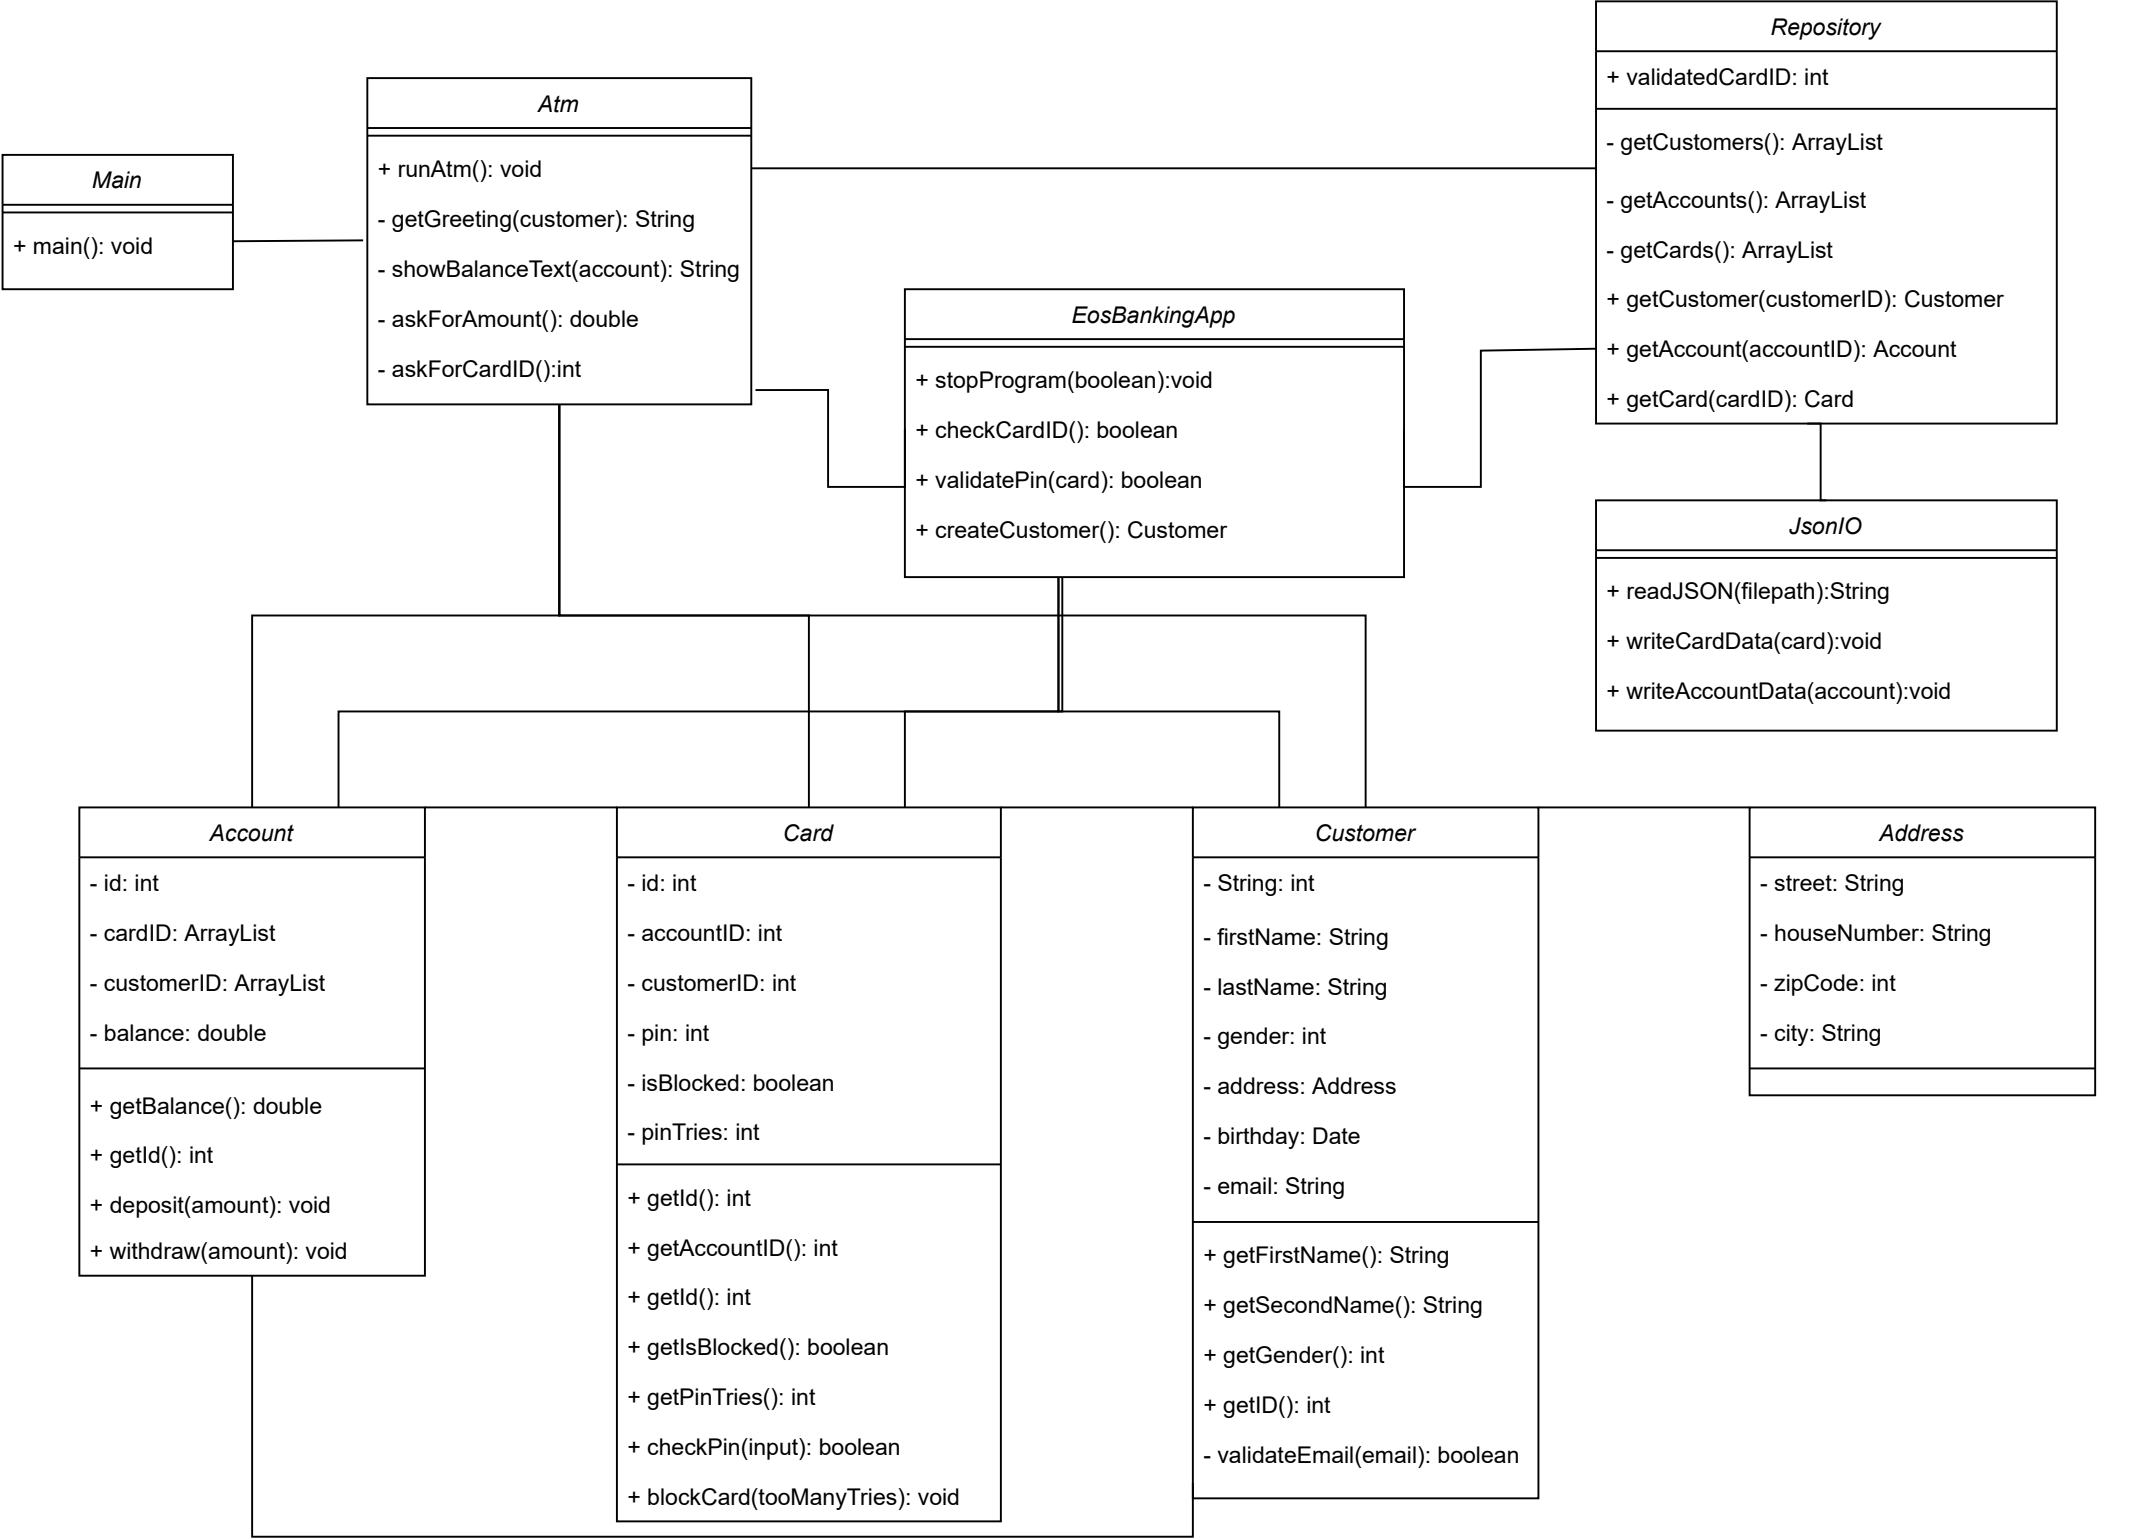 Main
+ main(): void
Atm
+ runAtm(): void
- getGreeting(customer): String
- showBalanceText(account): String
- askForAmount(): double
- askForCardID():int
EosBankingApp
+ stopProgram(boolean):void
+ checkCardID(): boolean
+ validatePin(card): boolean
+ createCustomer(): Customer
Repository
+ validatedCardID: int
- getCustomers(): ArrayList
- getAccounts(): ArrayList
- getCards(): ArrayList
+ getCustomer(customerID): Customer
+ getAccount(accountID): Account
+ getCard(cardID): Card
JsonIO
+ readJSON(filepath):String
+ writeCardData(card):void
+ writeAccountData(account):void
Account
- id: int
- cardID: ArrayList
- customerID: ArrayList
- balance: double
+ getBalance(): double
+ getId(): int
+ deposit(amount): void
+ withdraw(amount): void
Card
- id: int
- accountID: int
- customerID: int
- pin: int
- isBlocked: boolean
- pinTries: int
+ getId(): int
+ getAccountID(): int
+ getId(): int
+ getIsBlocked(): boolean
+ getPinTries(): int
+ checkPin(input): boolean
+ blockCard(tooManyTries): void
Customer
- String: int
- firstName: String
- lastName: String
- gender: int
- address: Address
- birthday: Date
- email: String
+ getFirstName(): String
+ getSecondName(): String
+ getGender(): int
+ getID(): int
- validateEmail(email): boolean
Address
- street: String
- houseNumber: String
- zipCode: int
- city: String